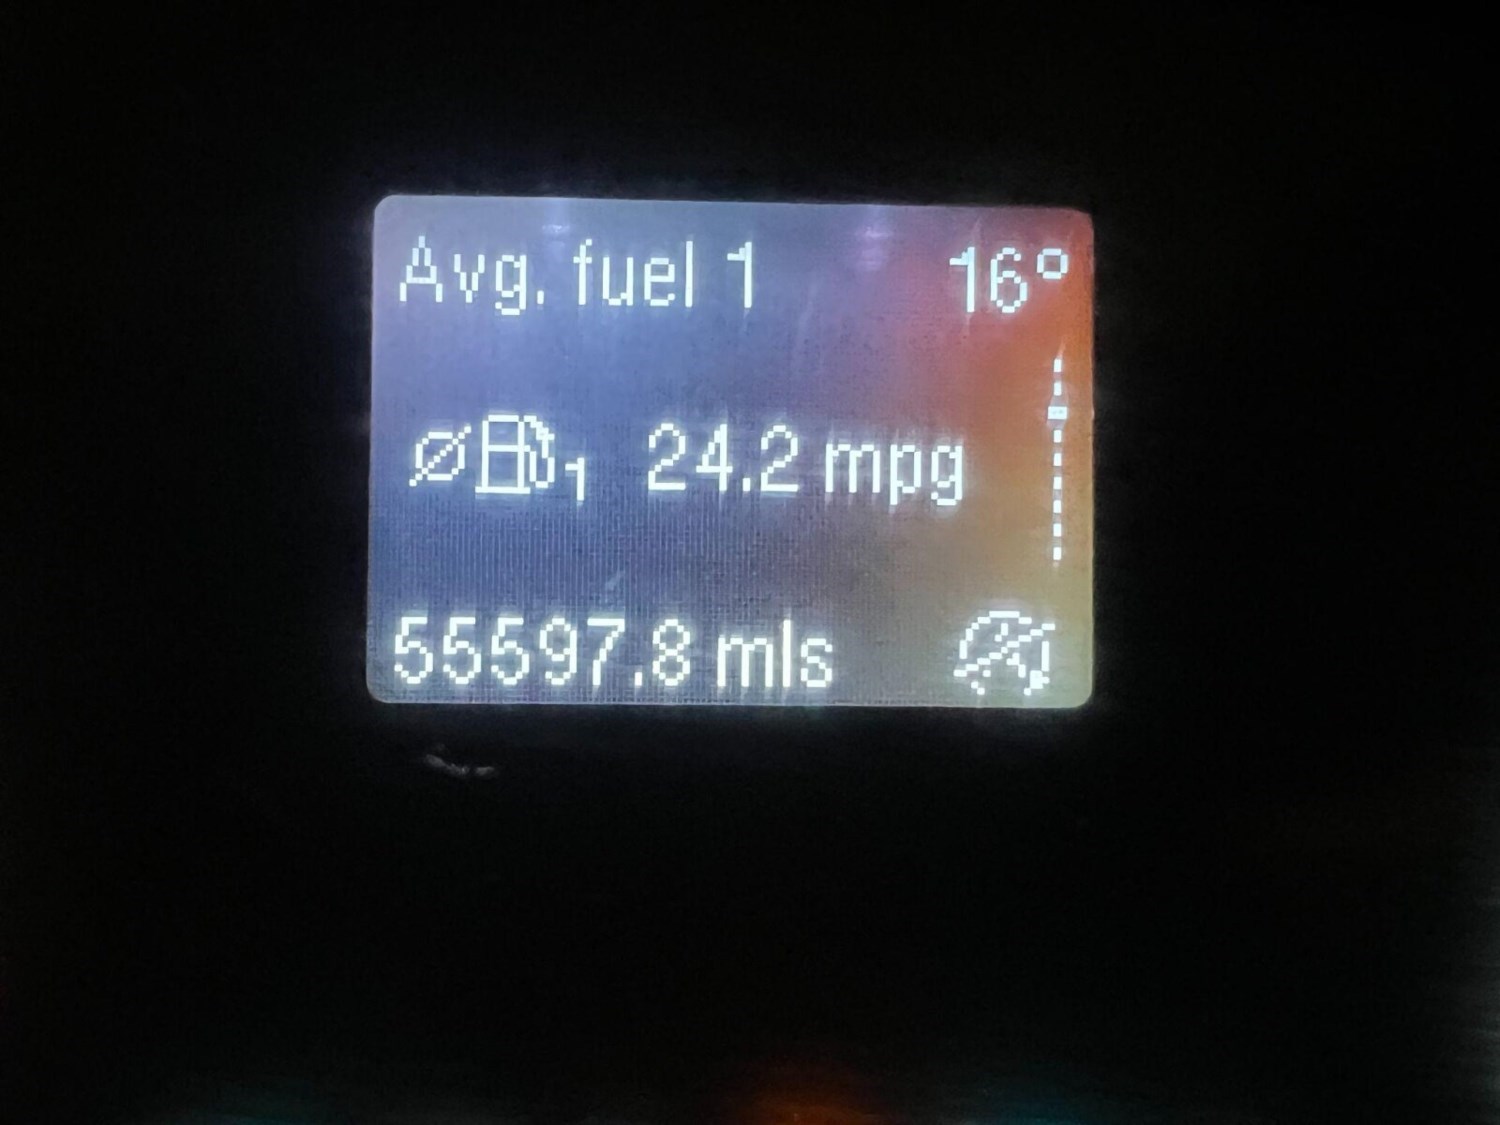 Avg. fuel 1 16°
Ø 1 24.2 mpg
55597.8 mls